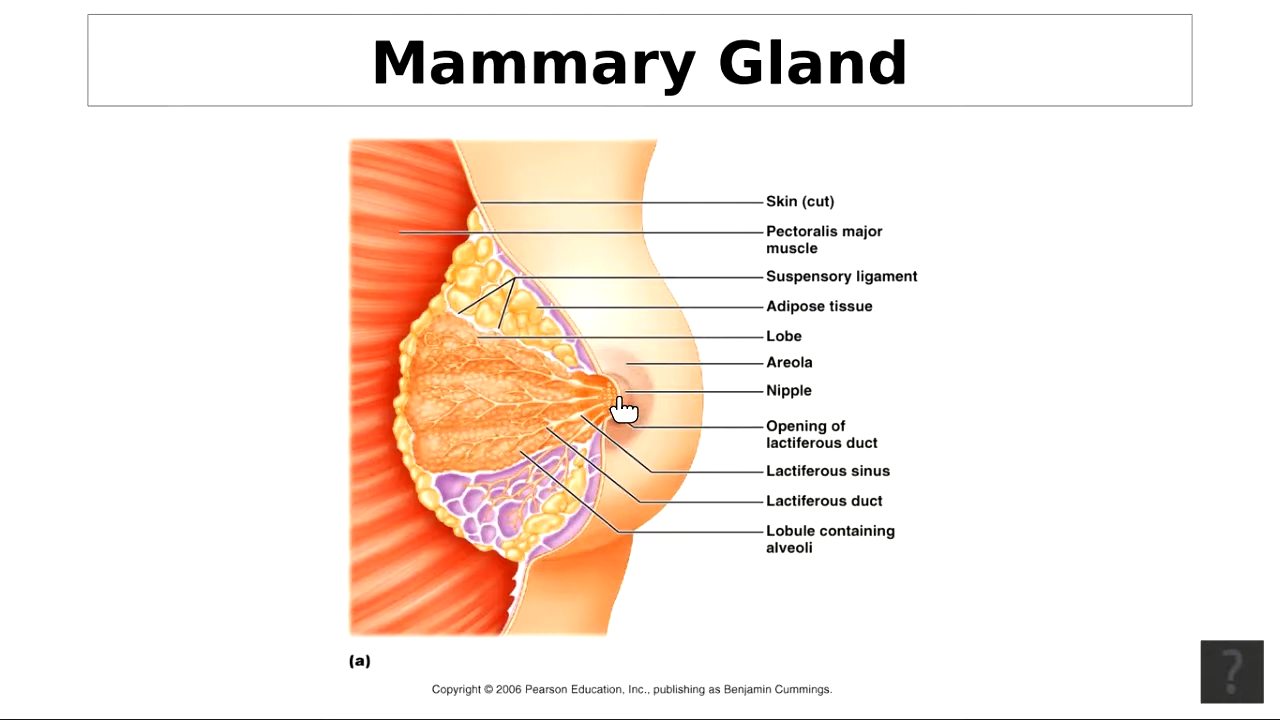 Mammary Gland
Skin (cut)
Pectoralis major
muscle
Suspensory ligament
Adipose tissue
Lobe
Areola
Nipple
Opening of
lactiferous duct
Lactiferous sinus
Lactiferous duct
Lobule containing
alveoli
(a)
Copyright © 2006 Pearson Education, Inc., publishing as Benjamin Cummings.
?